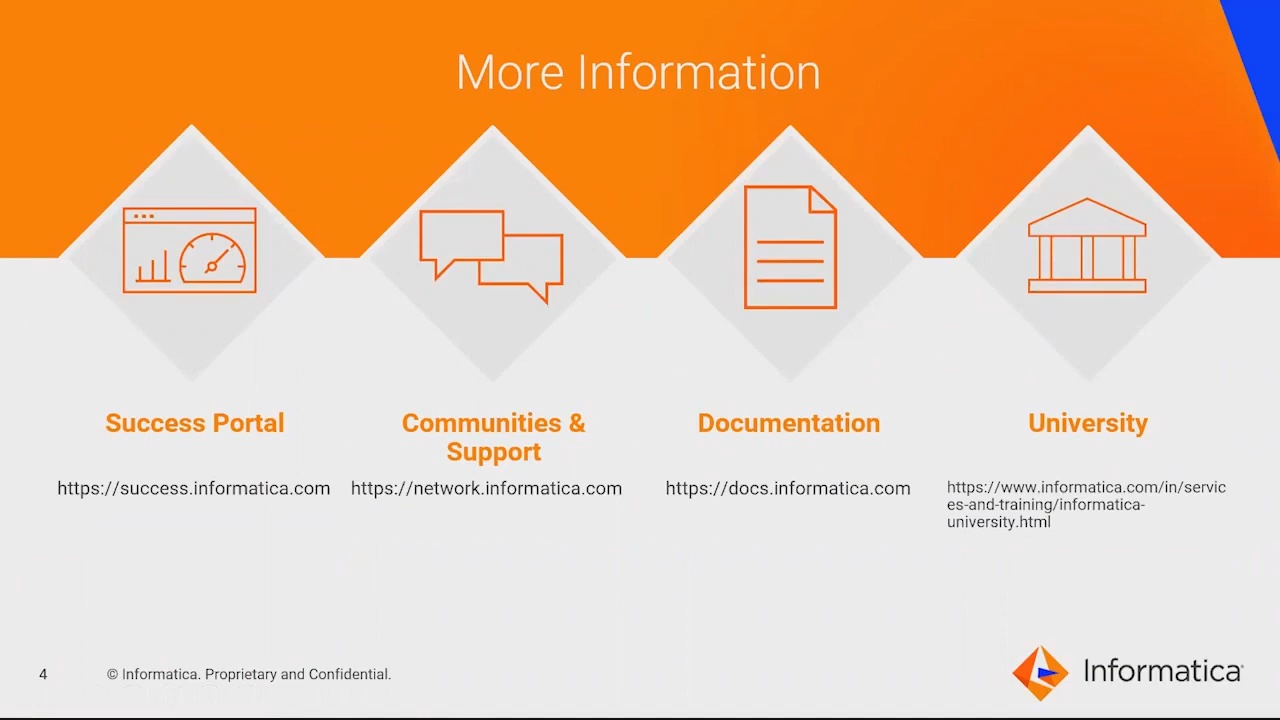 More Information
Success Portal
https://success.informatica.com
Communities &
Support
https://network.informatica.com
Documentation
https://docs.informatica.com
University
https://www.informatica.com/in/servic
es-and-training/informatica-
university.html
4
© Informatica. Proprietary and Confidential.
Informatica